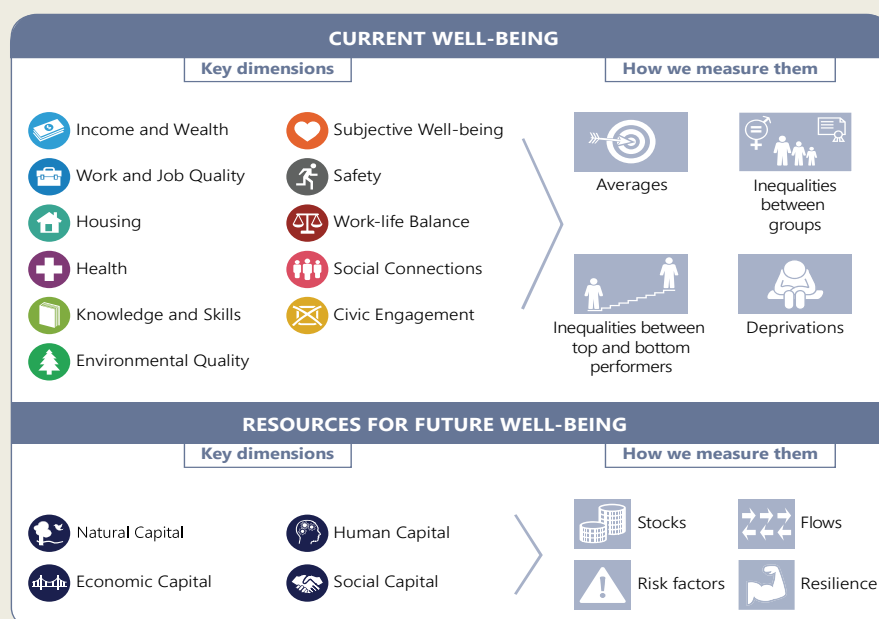 CURRENT WELL-BEING
Key dimensions
How we measure them
Income and Wealth
Subjective Well-being
Work and Job Quality
Safety
Housing
Work-life Balance
Health
Social Connections
Knowledge and Skills
Civic Engagement
Environmental Quality
Averages
Inequalities
between
groups
Inequalities between
top and bottom
performers
Deprivations
RESOURCES FOR FUTURE WELL-BEING
Key dimensions
How we measure them
Natural Capital
Human Capital
Economic Capital
Social Capital
Stocks
Flows
Risk factors
Resilience